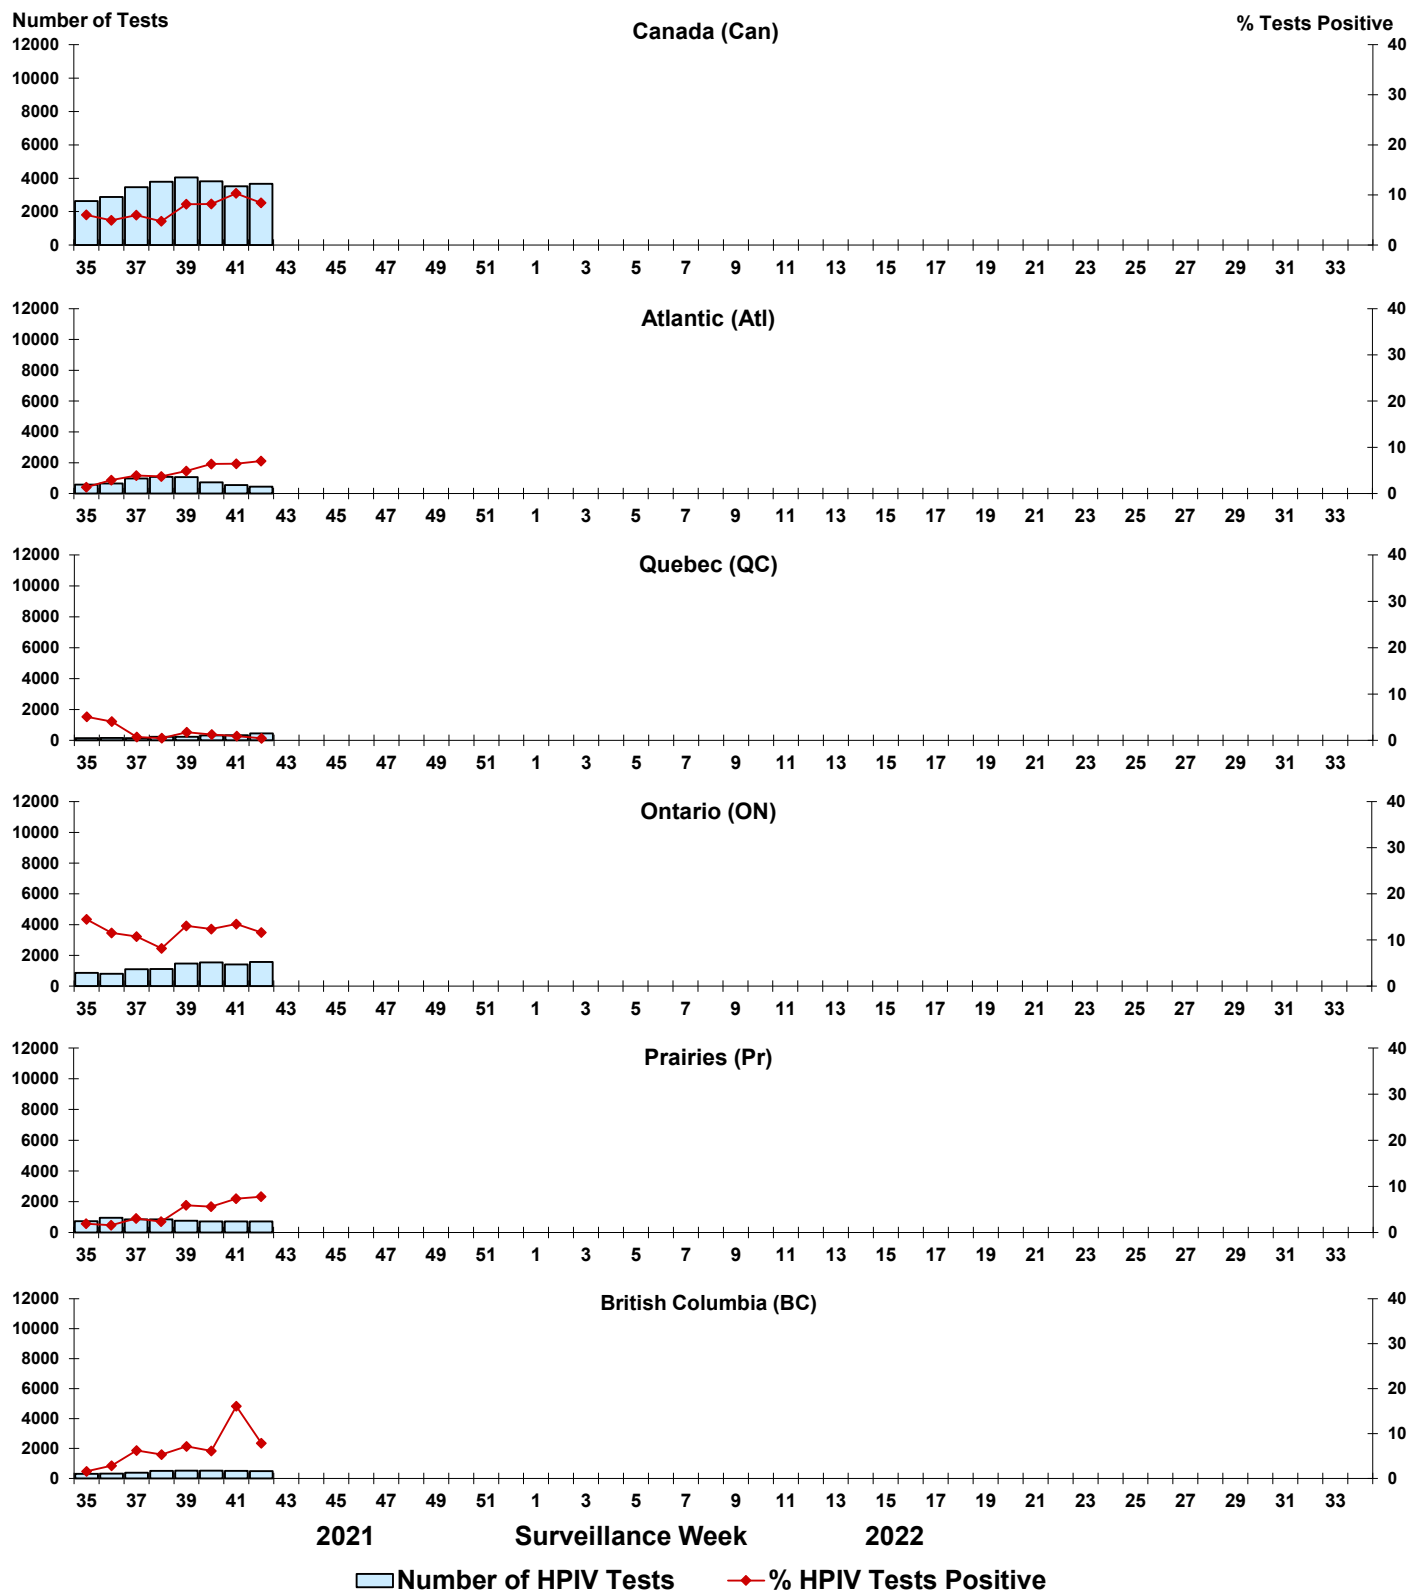 Number of Tests
Canada (Can)
% Tests Positive
12000 10000 8000 6000 4000 2000 0
40 30 20 10 0
35 37 39 41 43 45 47 49 51 1 3 5 7 9 11 13 15 17 19 21 23 25 27 29 31 33
Atlantic (Atl)
12000 10000 8000 6000 4000 2000 0
40 30 20 10 0
35 37 39 41 43 45 47 49 51 1 3 5 7 9 11 13 15 17 19 21 23 25 27 29 31 33
Quebec (QC)
12000 10000 8000 6000 4000 2000 0
40 30 20 10 0
35 37 39 41 43 45 47 49 51 1 3 5 7 9 11 13 15 17 19 21 23 25 27 29 31 33
Ontario (ON)
12000 10000 8000 6000 4000 2000 0
40 30 20 10 0
35 37 39 41 43 45 47 49 51 1 3 5 7 9 11 13 15 17 19 21 23 25 27 29 31 33
Prairies (Pr)
12000 10000 8000 6000 4000 2000 0
40 30 20 10 0
35 37 39 41 43 45 47 49 51 1 3 5 7 9 11 13 15 17 19 21 23 25 27 29 31 33
British Columbia (BC)
12000 10000 8000 6000 4000 2000 0
40 30 20 10 0
35 37 39 41 43 45 47 49 51 1 3 5 7 9 11 13 15 17 19 21 23 25 27 29 31 33
2021 Surveillance Week 2022
Number of HPIV Tests % HPIV Tests Positive